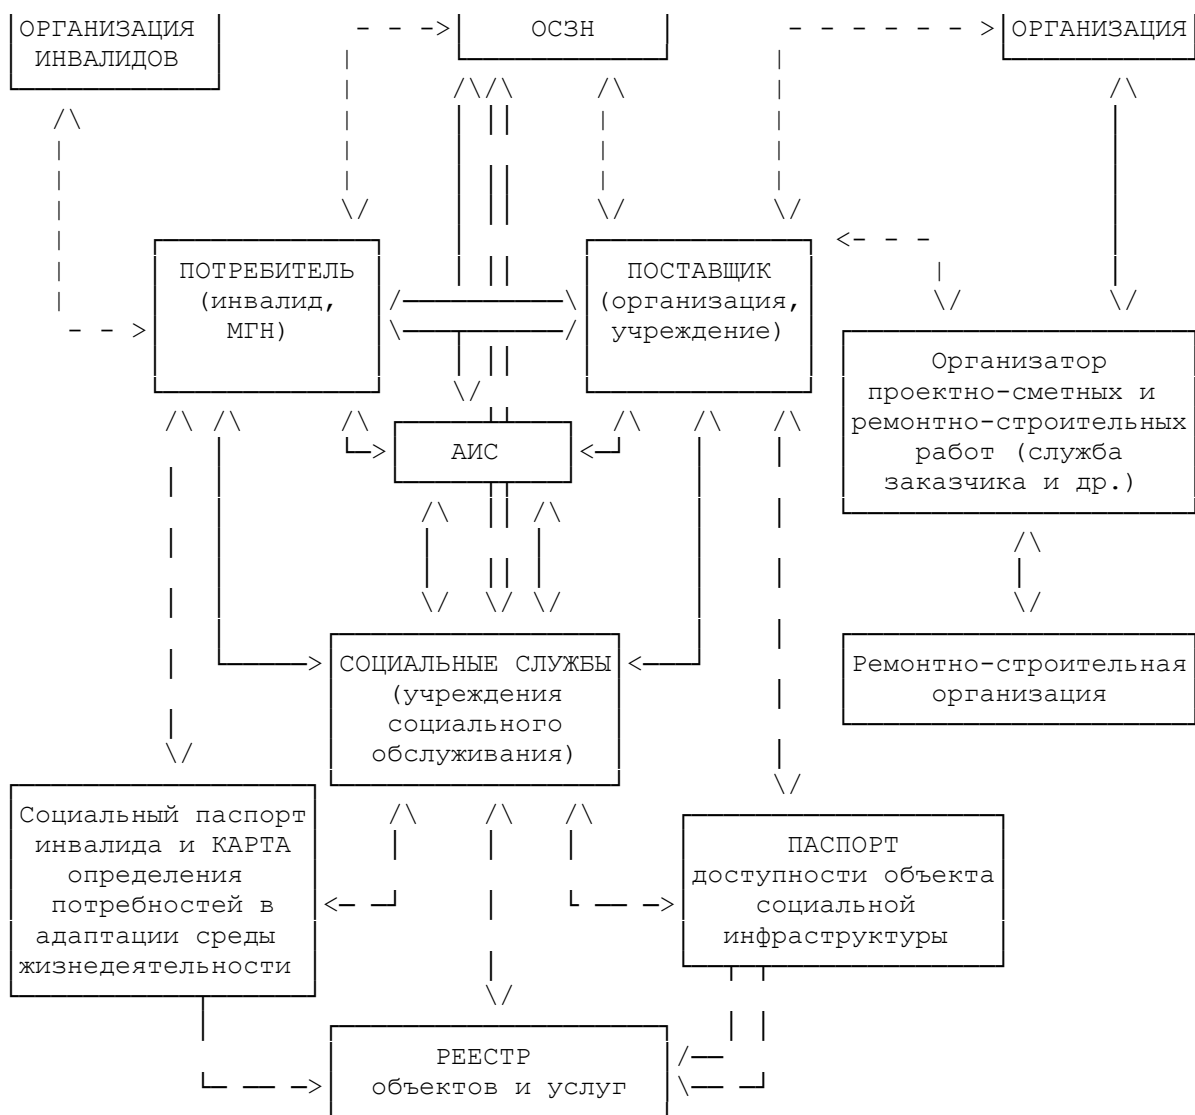 ОРГАНИЗАЦИЯ
ИНВАЛИДОВ
ОСЗН
ОРГАНИЗАЦИЯ
ПОТРЕБИТЕЛЬ
(инвалид,
МГН)
ПОСТАВЩИК
(организация,
учреждение)
Организатор
проектно-сметных и
ремонтно-строительных
работ (служба
заказчика и др.)
АИС
СОЦИАЛЬНЫЕ СЛУЖБЫ
(учреждения
социального
обслуживания)
Ремонтно-строительная
организация
Социальный паспорт
инвалида и КАРТА
определения
потребностей в
адаптации среды
жизнедеятельности
ПАСПОРТ
доступности объекта
социальной
инфраструктуры
РЕЕСТР
объектов и услуг